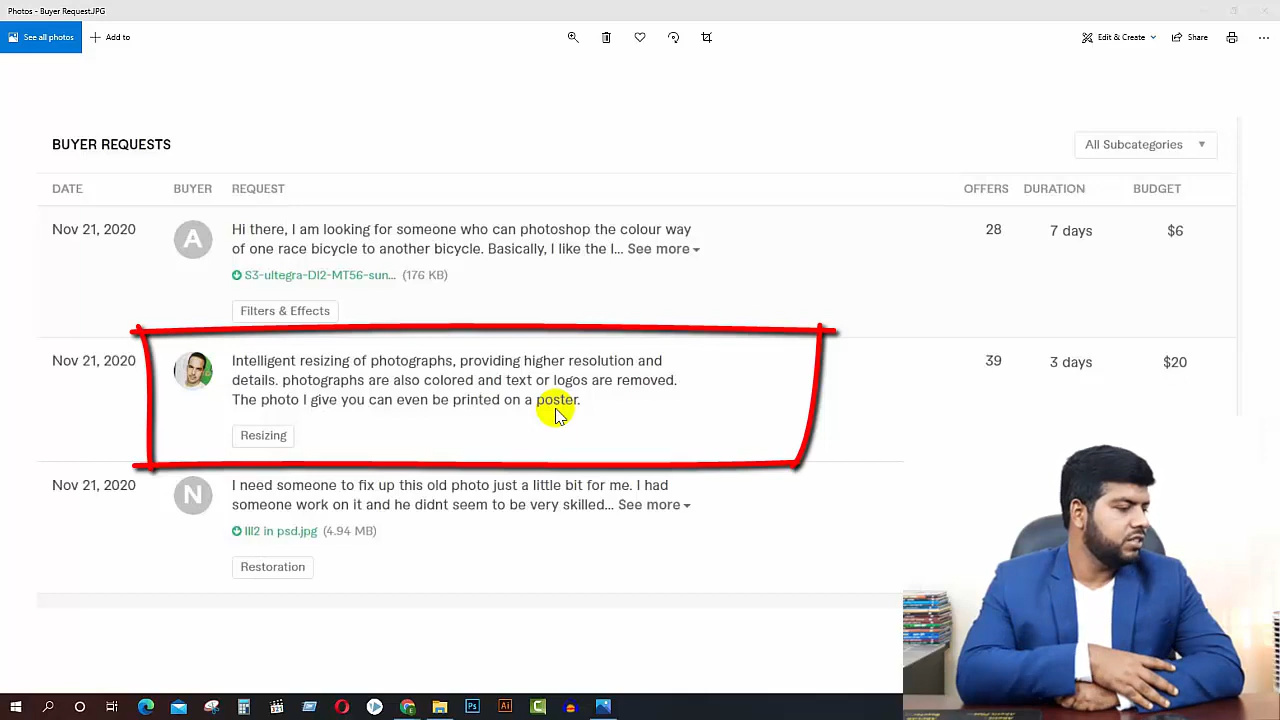 Photos - Buyer Request.JPG
See all photos
Add to
Edit & Create
Share
BUYER REQUESTS
All Subcategories
DATE BUYER REQUEST OFFERS DURATION BUDGET
Nov 21, 2020 A Hi there, I am looking for someone who can photoshop the colour way 28 7 days $6
of one race bicycle to another bicycle. Basically, I like the l... See more
S3-ultegra-DI2-MT56-sun... (176 KB)
Filters & Effects
Nov 21, 2020 Intelligent resizing of photographs, providing higher resolution and 39 3 days $20
details. photographs are also colored and text or logos are removed.
The photo I give you can even be printed on a poster.
Resizing
Nov 21, 2020 N I need someone to fix up this old photo just a little bit for me. I had
someone work on it and he didnt seem to be very skilled... See more
III2 in psd.jpg (4.94 MB)
Restoration
Ps Ai